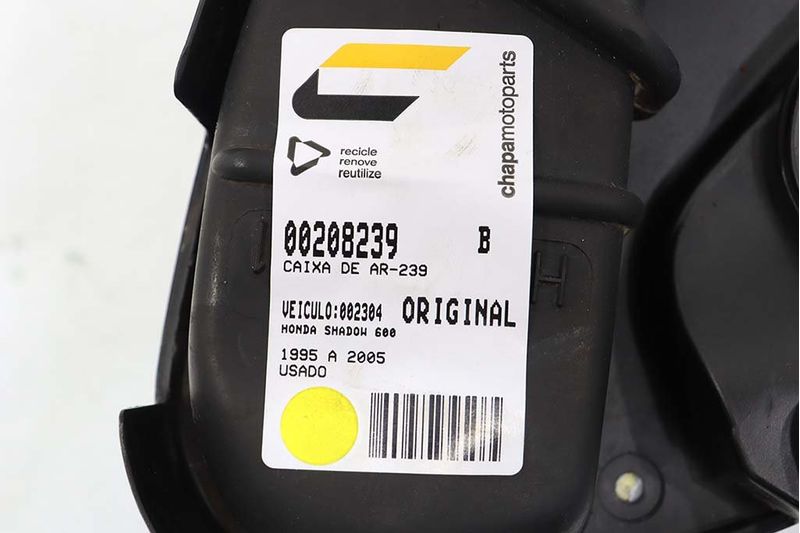 recicle
renove
reutilize
chapamotoparts
00208239 B
CAIXA DE AR-239
VEICULO:002304 ORIGINAL
HONDA SHADOW 600
1995 A 2005
USADO
H